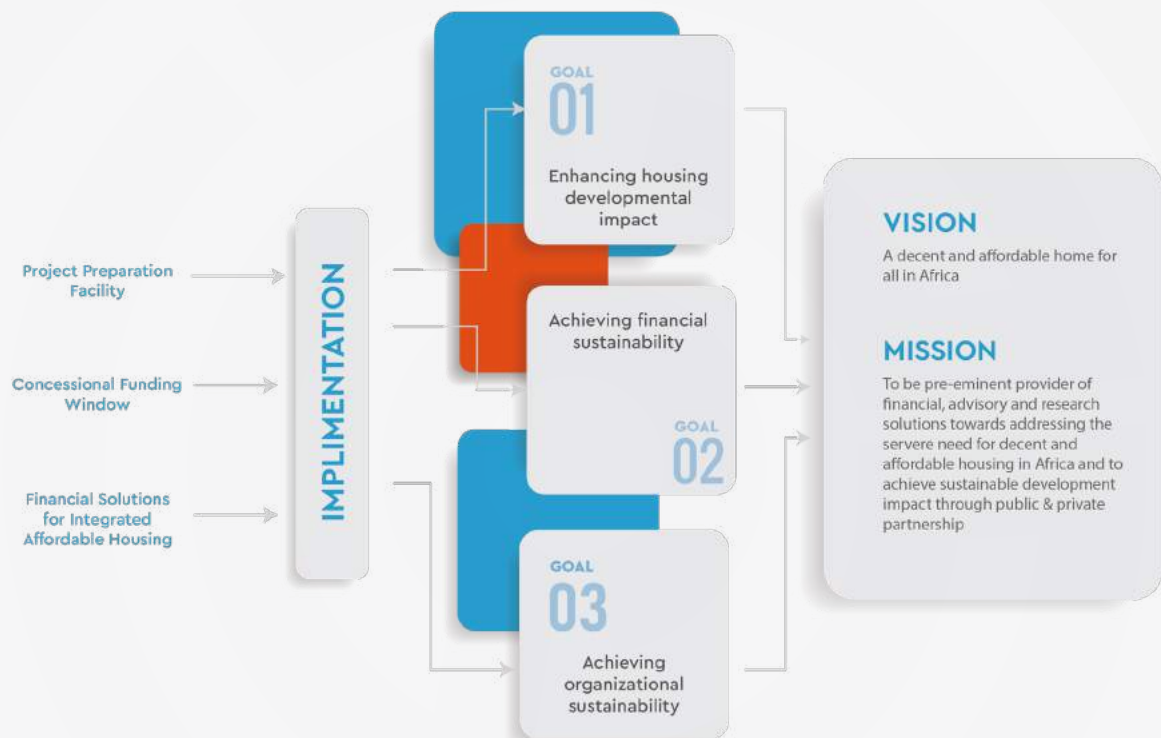 Project Preparation
Facility
Concessional Funding
Window
Financial Solutions
for Integrated
Affordable Housing
IMPLIMENTATION
GOAL
01
Enhancing housing
developmental
impact
Achieving financial
sustainability
GOAL
02
GOAL
03
Achieving
organizational
sustainability
VISION
A decent and affordable home for
all in Africa
MISSION
To be pre-eminent provider of
financial, advisory and research
solutions towards addressing the
servere need for decent and
affordable housing in Africa and to
achieve sustainable development
impact through public & private
partnership